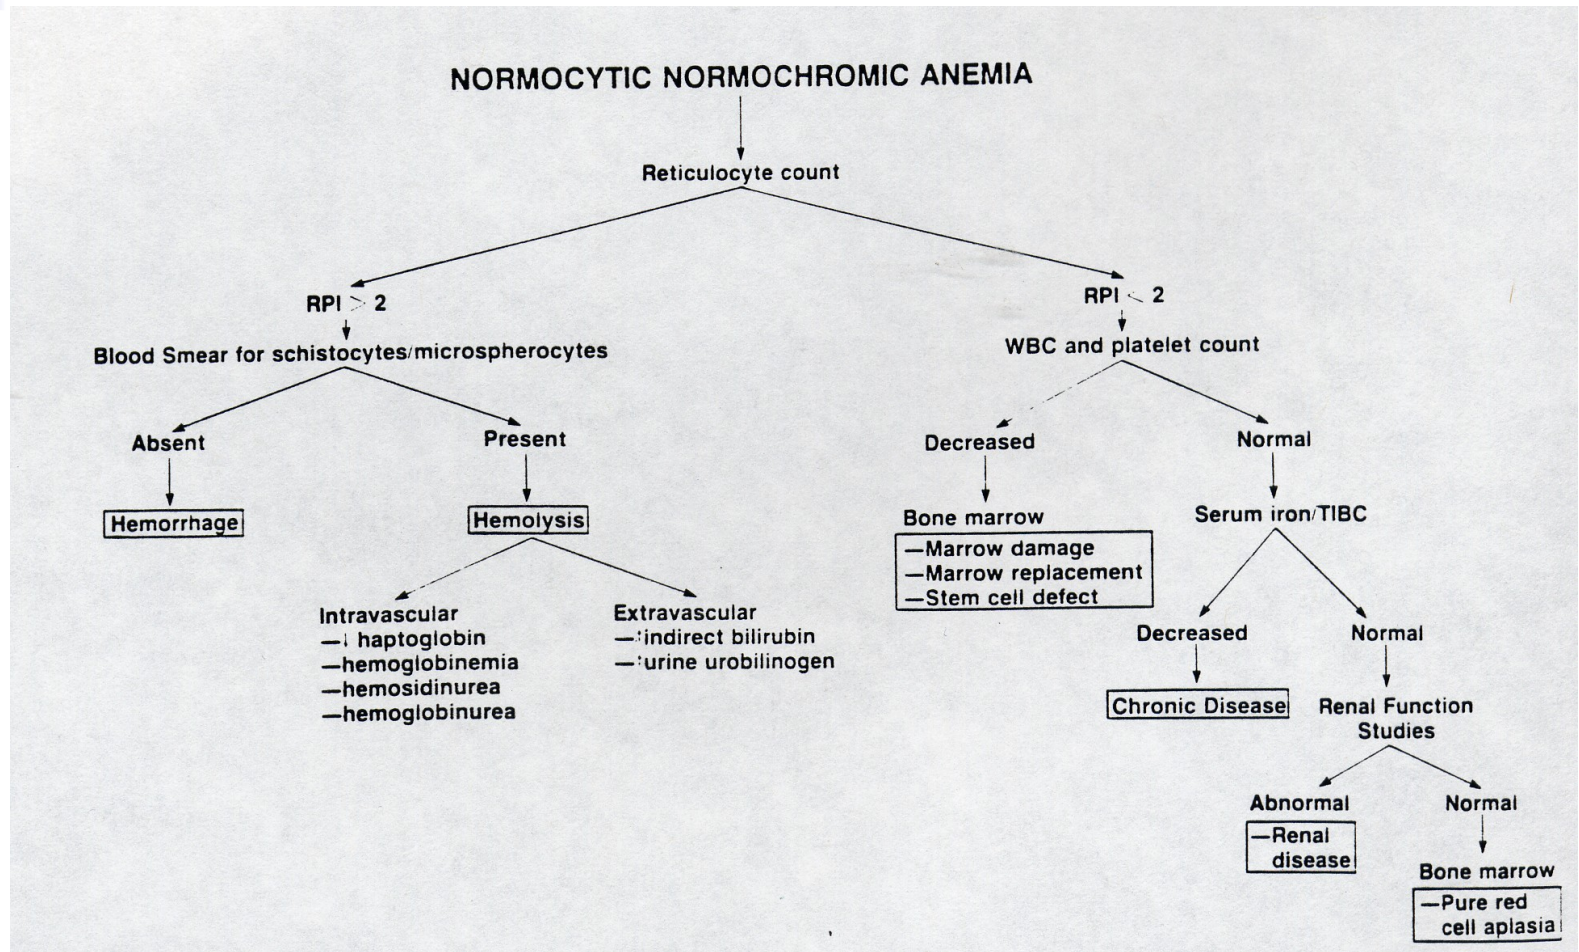 NORMOCYTIC NORMOCHROMIC ANEMIA
Reticulocyte count
RPI > 2
Blood Smear for schistocytes/microspherocytes
Absent
Hemorrhage
Present
Hemolysis
Intravascular
—↓ haptoglobin
—hemoglobinemia
—hemosidinurea
—hemoglobinurea
Extravascular
—↑indirect bilirubin
—↑urine urobilinogen
RPI < 2
WBC and platelet count
Decreased
Bone marrow
—Marrow damage
—Marrow replacement
—Stem cell defect
Normal
Serum iron/TIBC
Decreased
Chronic Disease
Normal
Renal Function
Studies
Abnormal
—Renal
disease
Normal
Bone marrow
—Pure red
cell aplasia